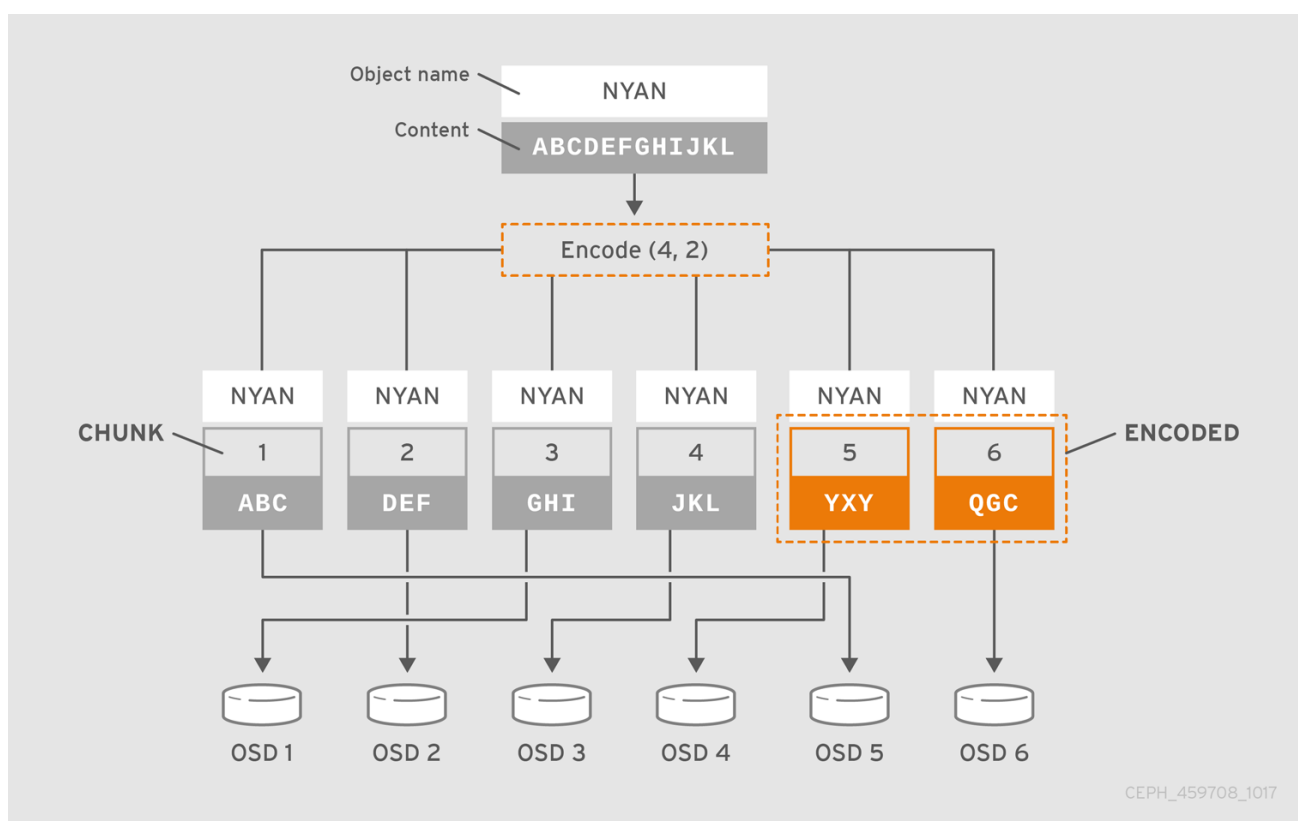 Object name
NYAN
Content
ABCDEFGHIJKL
Encode (4, 2)
NYAN NYAN NYAN NYAN NYAN NYAN
CHUNK 1 2 3 4 5 6 ENCODED
ABC DEF GHI JKL YXY QGC
OSD 1 OSD 2 OSD 3 OSD 4 OSD 5 OSD 6
CEPH_459708_1017